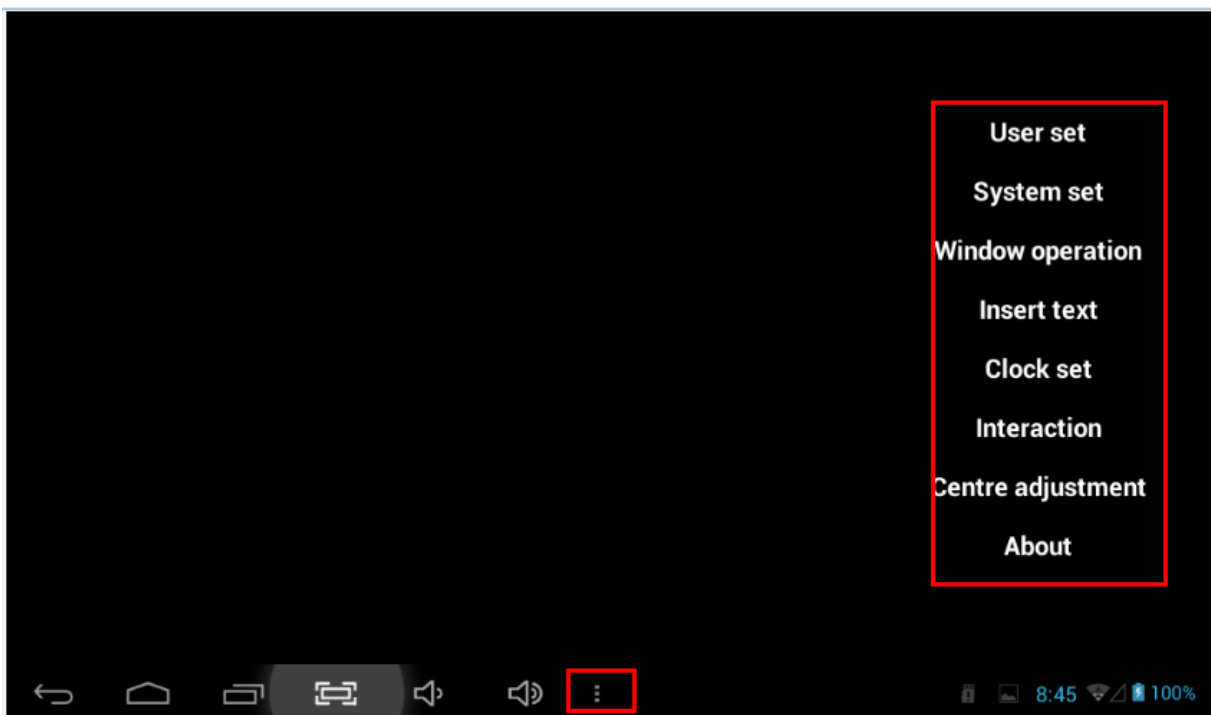 User set
System set
Window operation
Insert text
Clock set
Interaction
Centre adjustment
About
8:45 100%